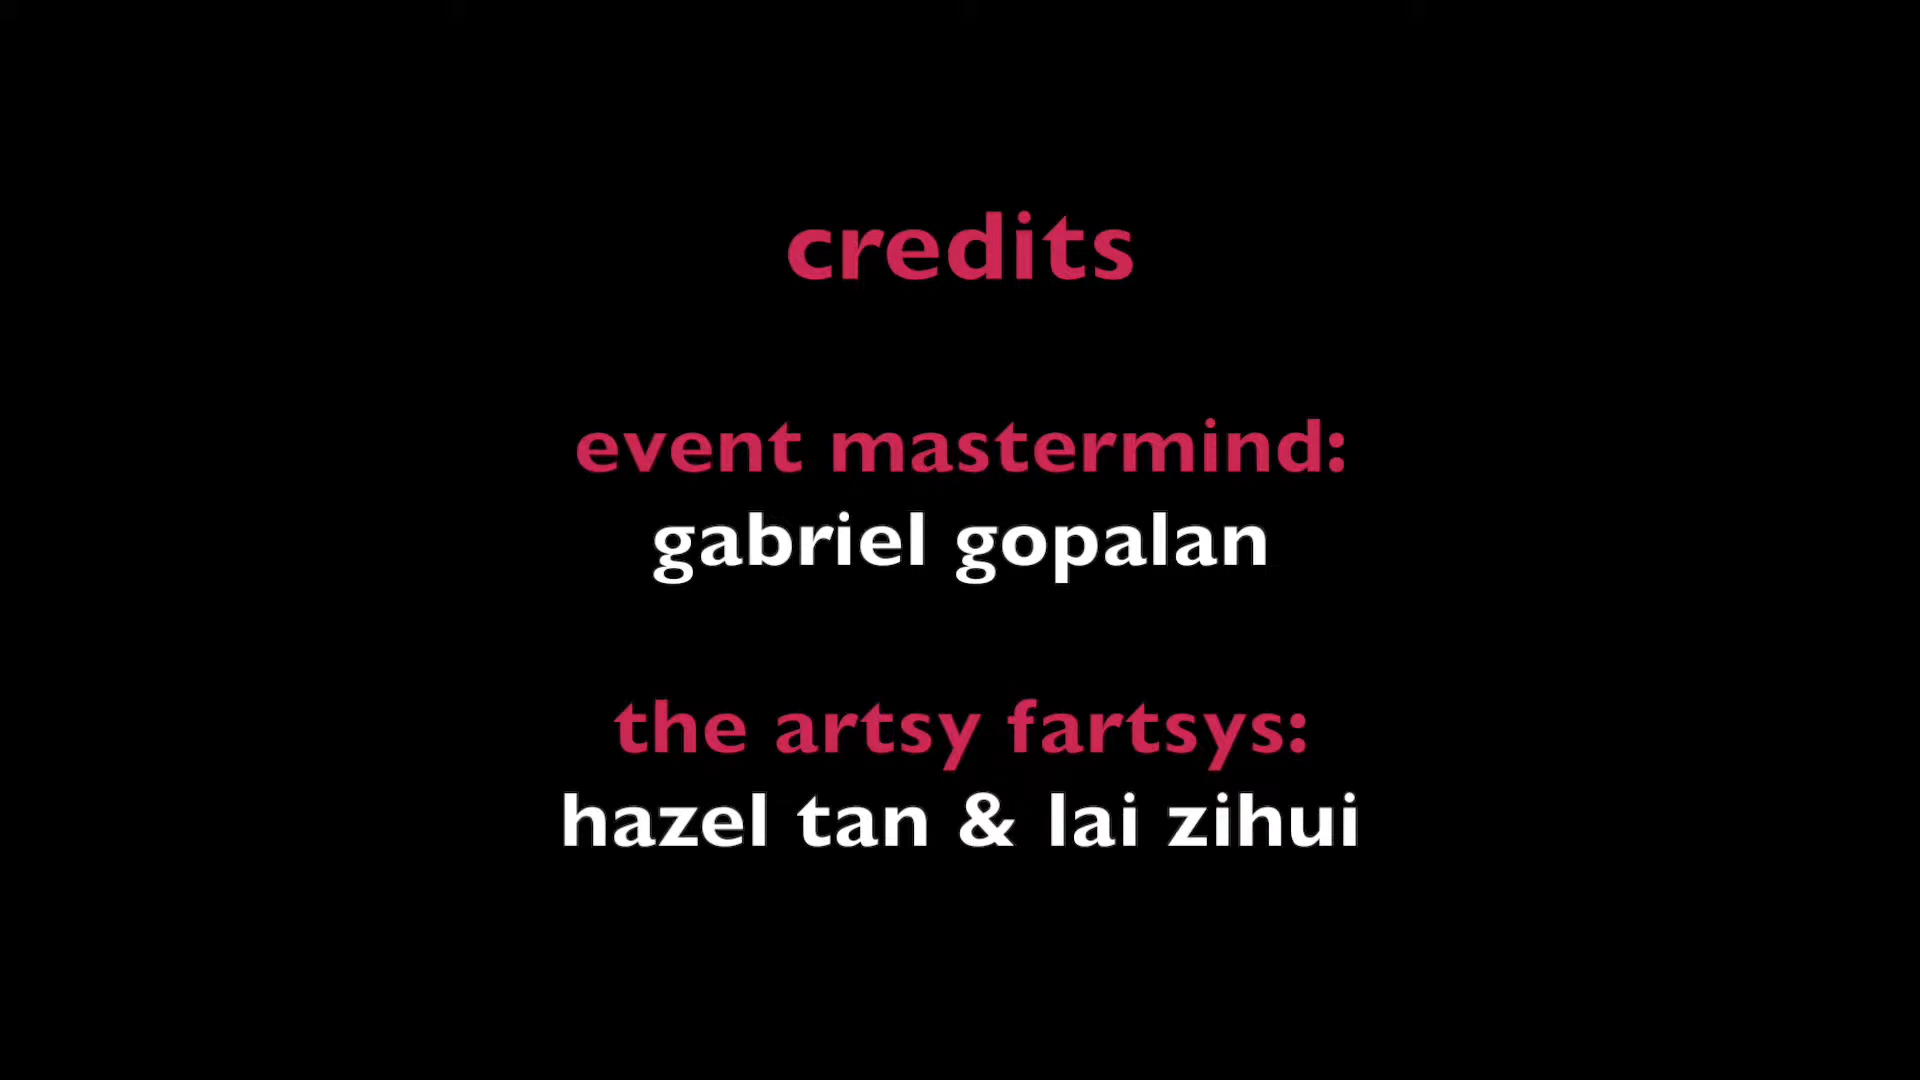 credits
event mastermind:
gabriel gopalan
the artsy fartsys:
hazel tan & lai zihui